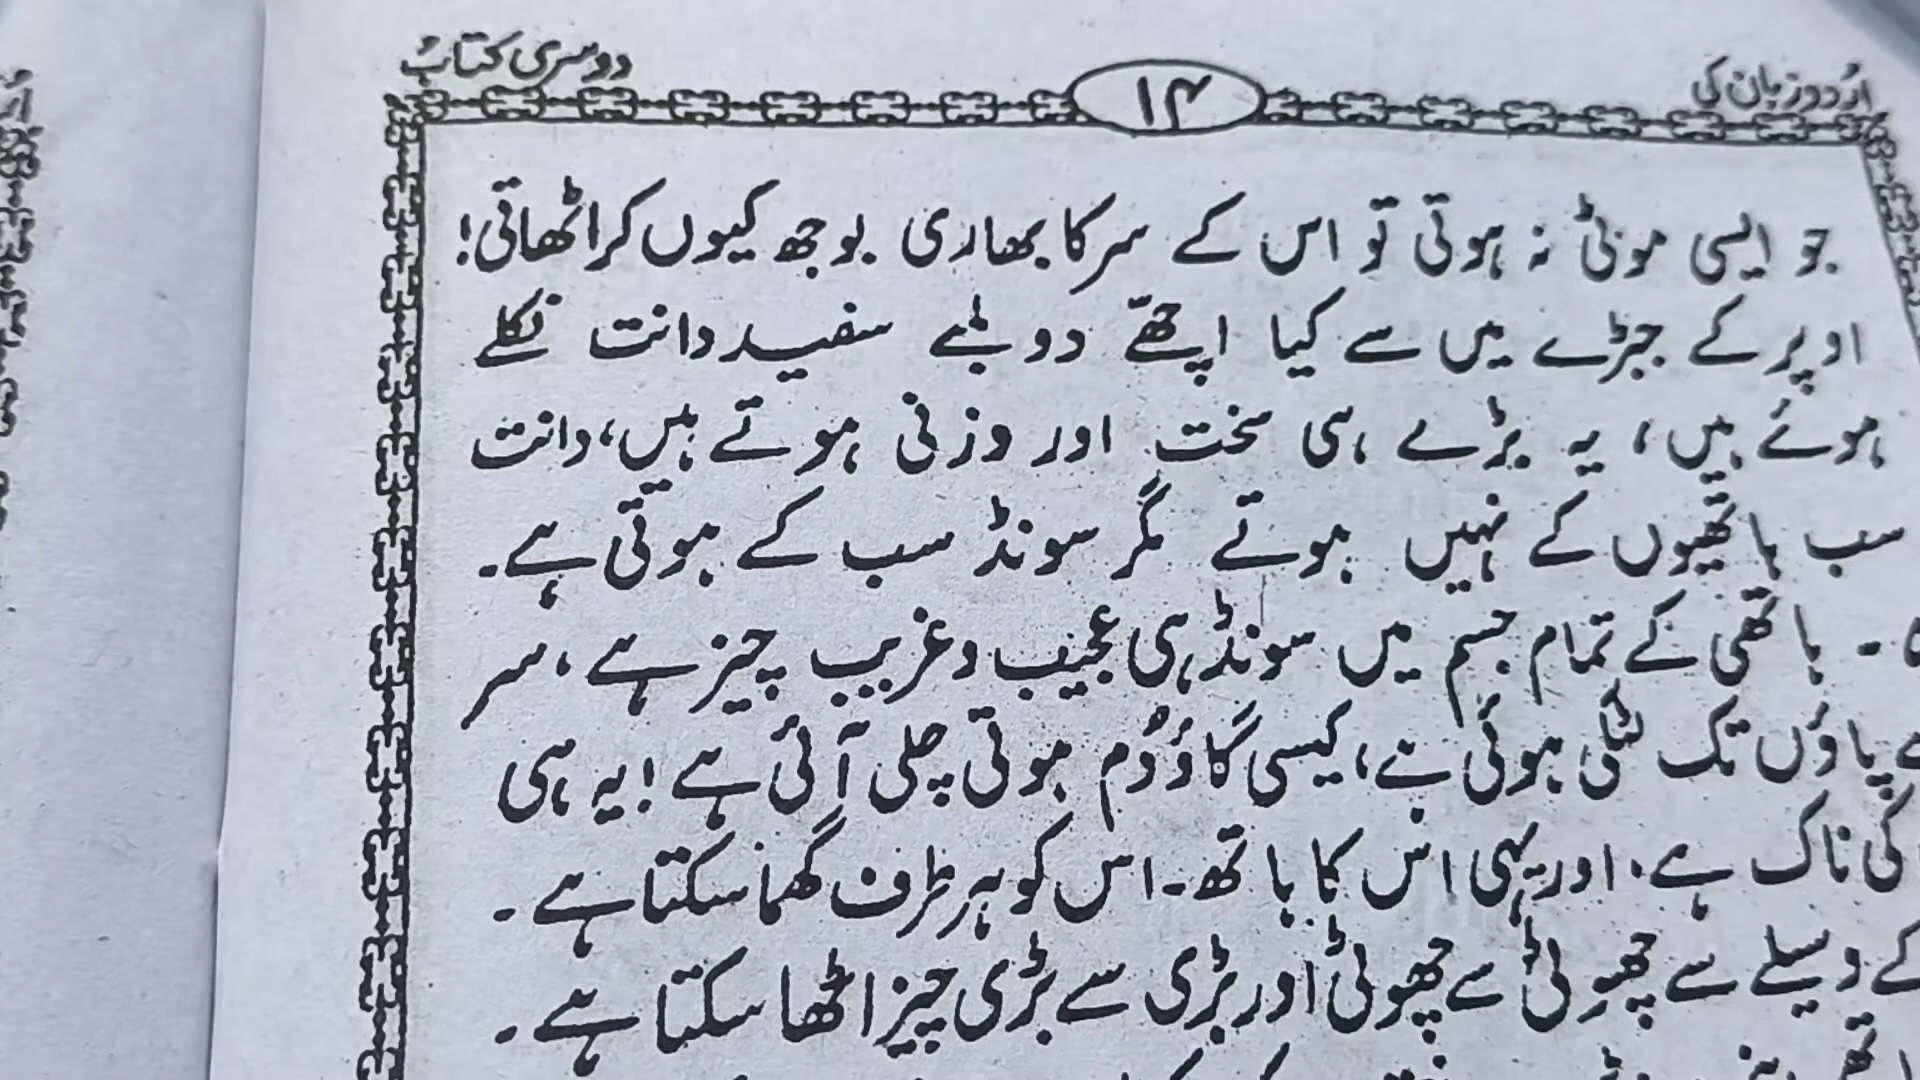 اردو زبان کی
۱۴
دوسری کتاب
جو ایسی موٹی نہ ہوتی تو اس کے سر کا بھاری بوجھ کیوں کر اٹھاتی!
اوپر کے جبڑے میں سے کیا اچھے دو لمبے سفید دانت نکلے
ہوئے ہیں، یہ بڑے ہی سخت اور وزنی ہوتے ہیں، دانت
سب ہاتھیوں کے نہیں ہوتے مگر سونڈ سب کے ہوتی ہے۔
۔ ہاتھی کے تمام جسم میں سونڈ ہی عجیب و غریب چیز ہے، سر
پاؤں تک لٹکی ہوئی ہے، کیسی گاؤدُم ہوتی چلی آئی ہے! یہ ہی
کی ناک ہے۔ اور یہی اس کا ہاتھ۔ اس کو ہر طرف گھما سکتا ہے۔
کے وسیلے سے چھوٹی سے چھوٹی اور بڑی سے بڑی چیز اٹھا سکتا ہے۔